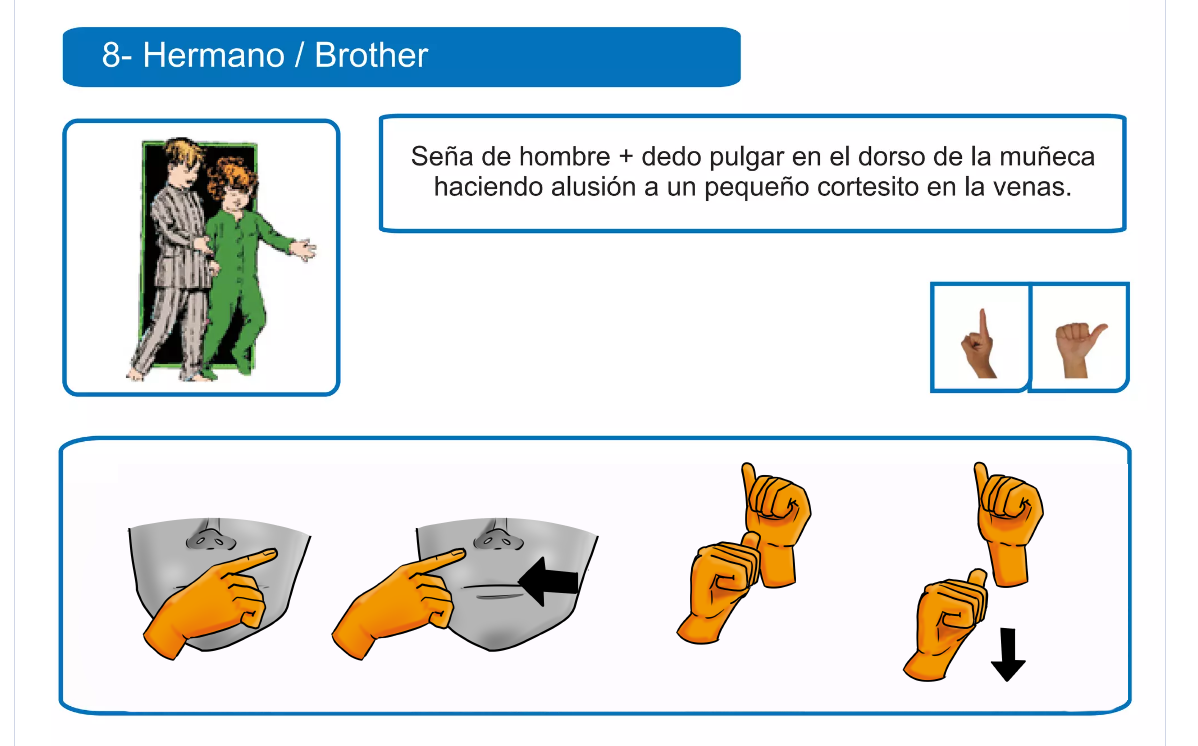 8- Hermano / Brother
Seña de hombre + dedo pulgar en el dorso de la muñeca
haciendo alusión a un pequeño cortesito en la venas.